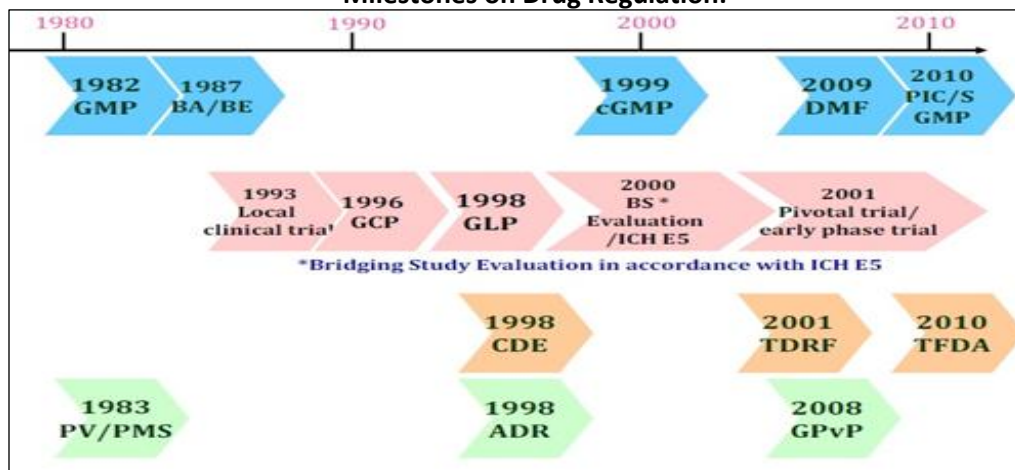 Milestones on Drug Regulation.
1980 1990 2000 2010
1982
GMP
1987
BA/BE
1999
cGMP
2009
DMF
2010
PIC/S
GMP
1993
Local
clinical trial
1996
GCP
1998
GLP
2000
BS *
Evaluation
/ICH E5
2001
Pivotal trial/
early phase trial
*Bridging Study Evaluation in accordance with ICH E5
1998
CDE
2001
TDRF
2010
TFDA
1983
PV/PMS
1998
ADR
2008
GPvP